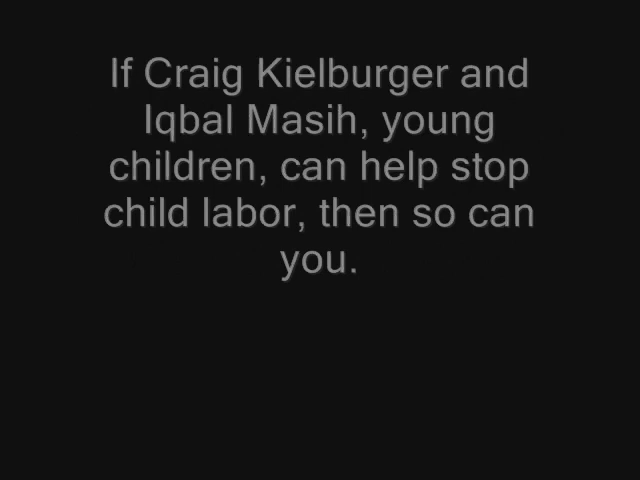 If Craig Kielburger and
Iqbal Masih, young
children, can help stop
child labor, then so can
you.